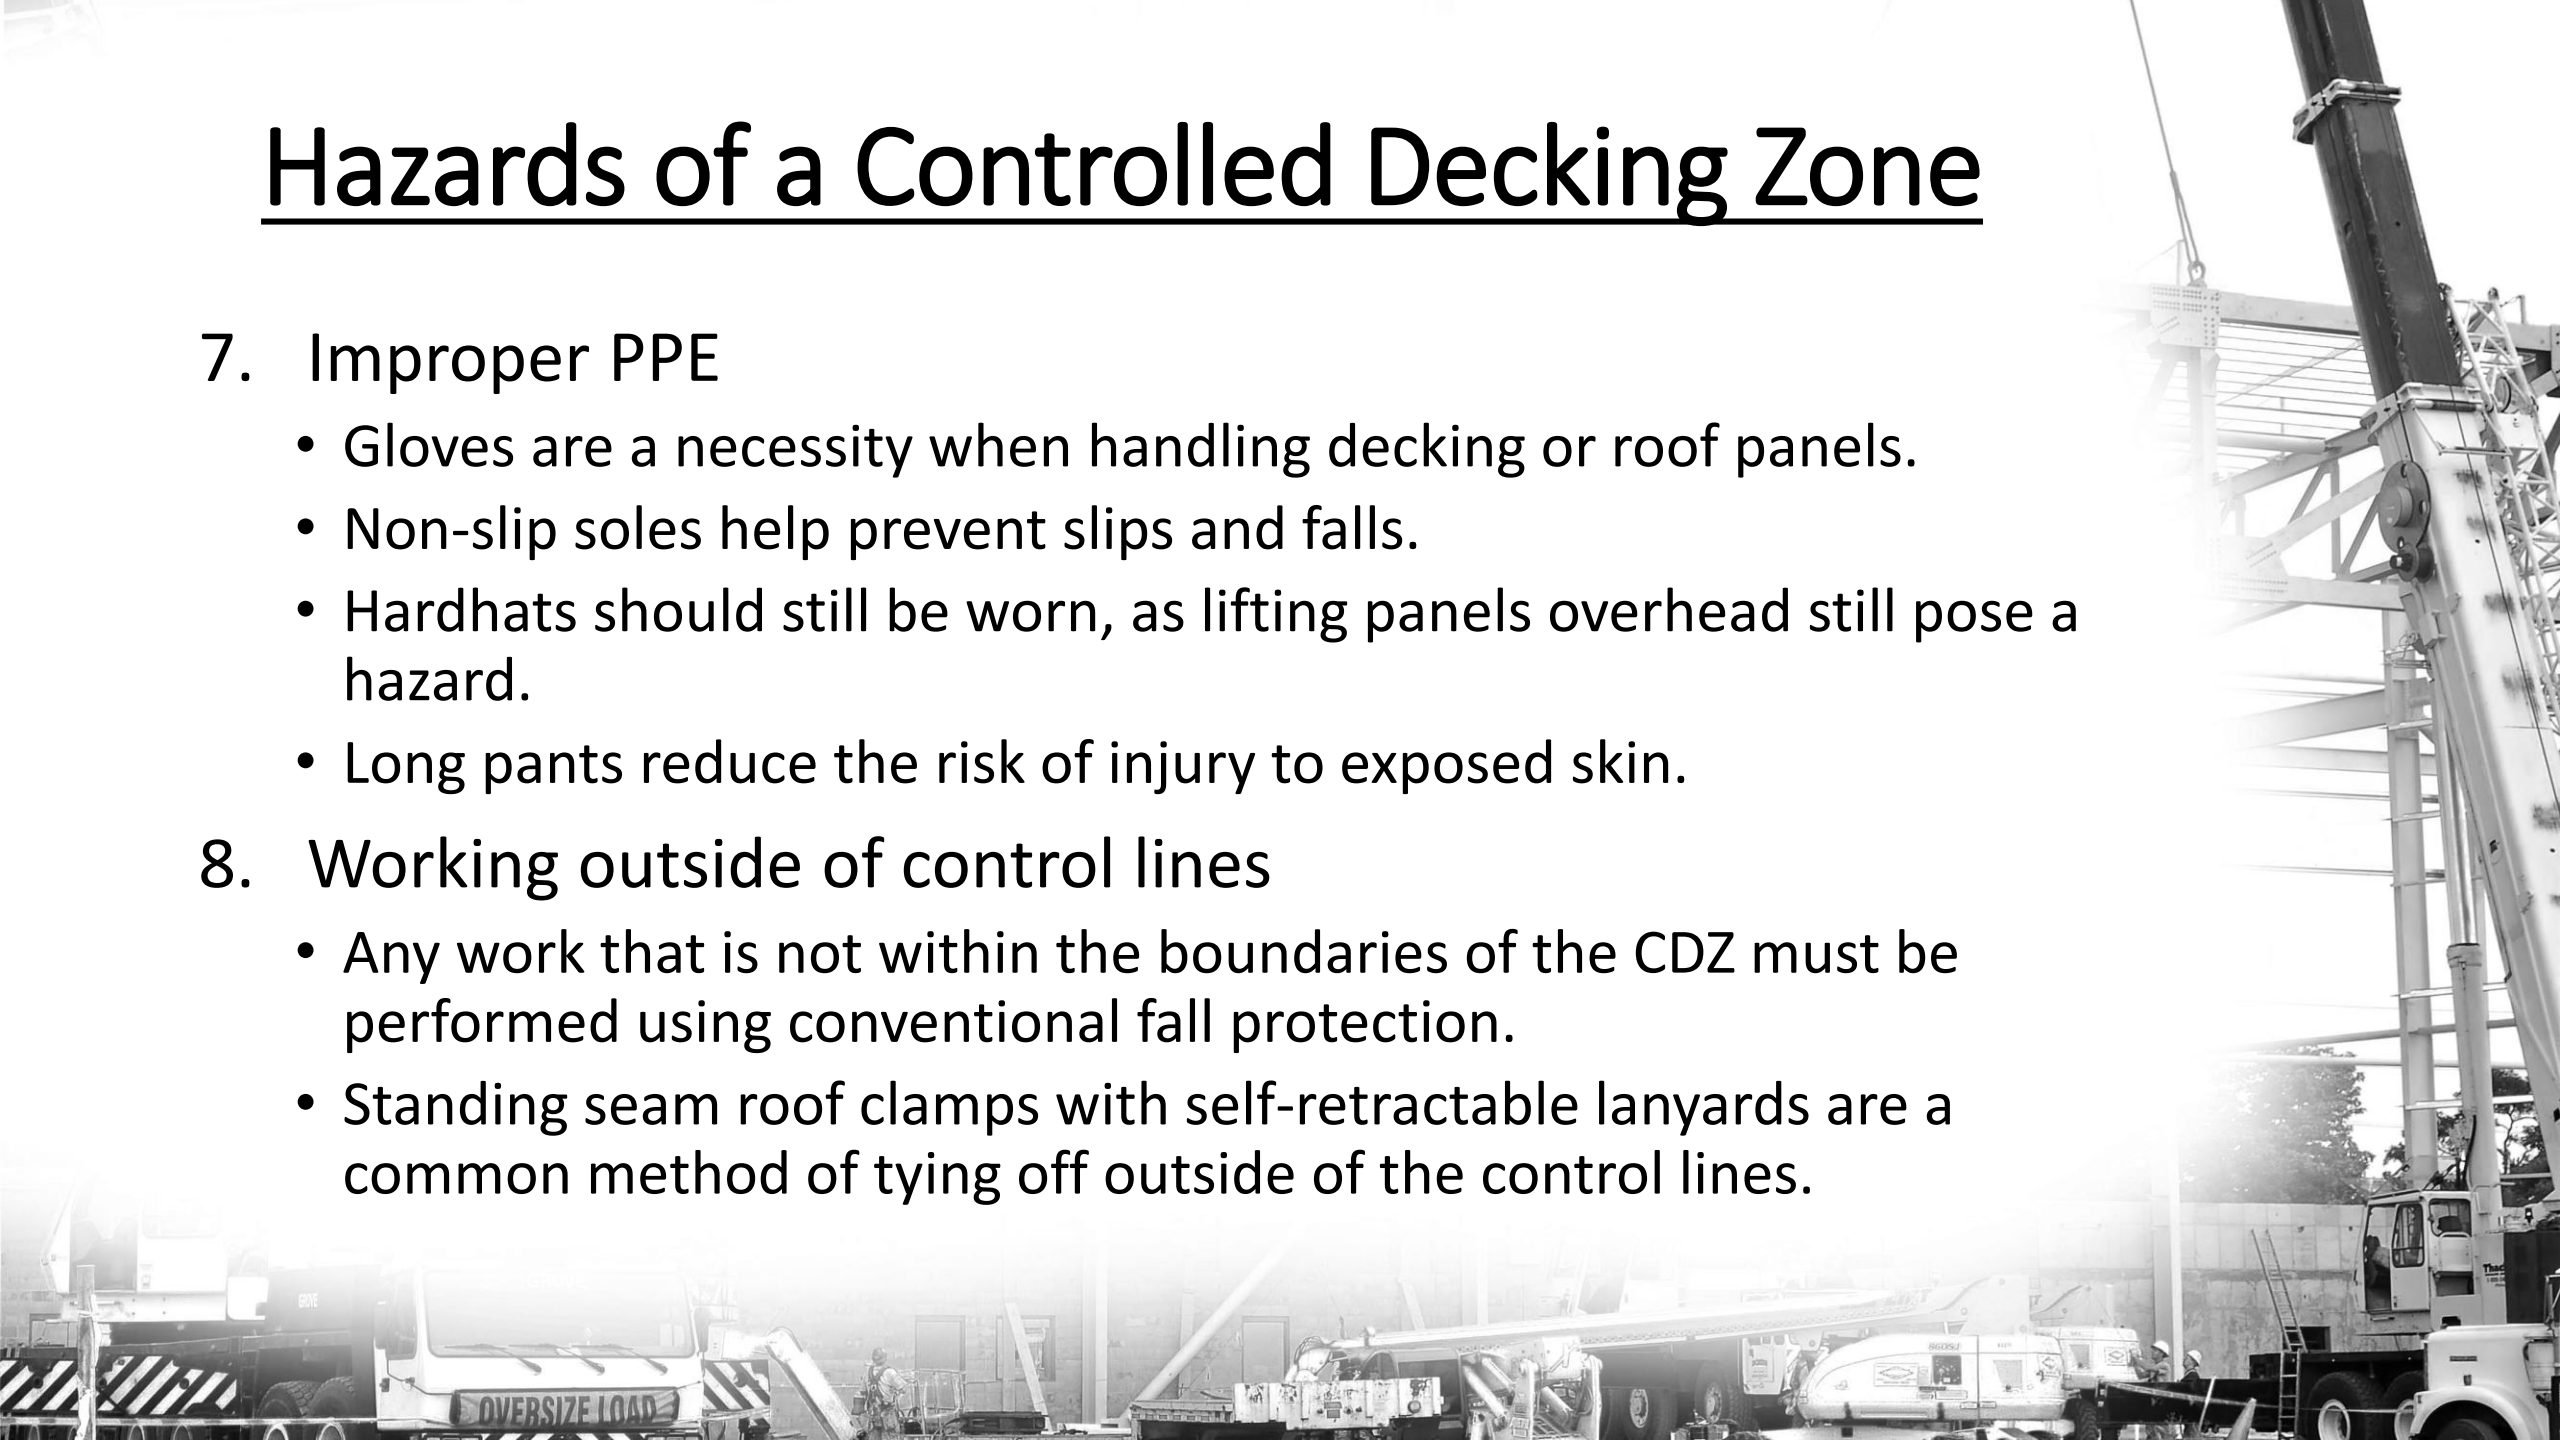 Hazards of a Controlled Decking Zone
7. Improper PPE
• Gloves are a necessity when handling decking or roof panels.
• Non-slip soles help prevent slips and falls.
• Hardhats should still be worn, as lifting panels overhead still pose a
hazard.
• Long pants reduce the risk of injury to exposed skin.
8. Working outside of control lines
• Any work that is not within the boundaries of the CDZ must be
performed using conventional fall protection.
• Standing seam roof clamps with self-retractable lanyards are a
common method of tying off outside of the control lines.
GROVE
OVERSIZE LOAD